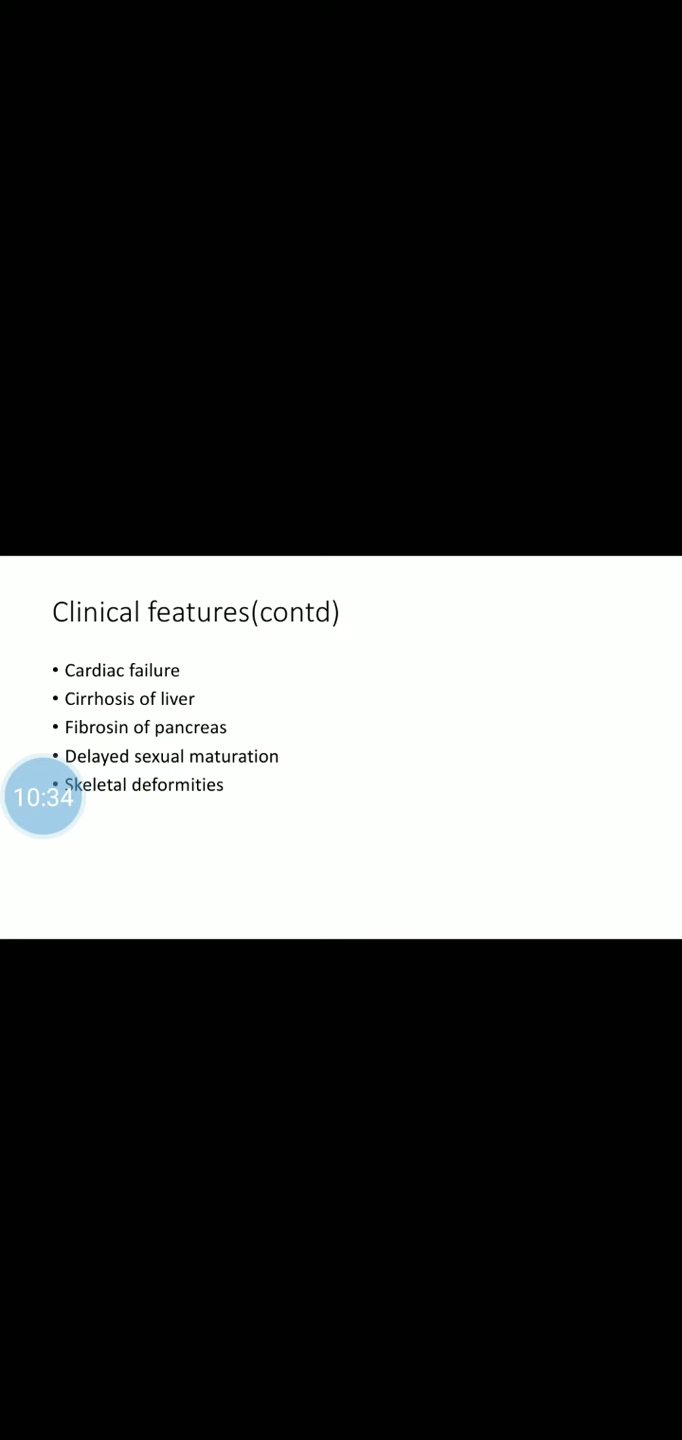 Clinical features(contd)
• Cardiac failure
• Cirrhosis of liver
• Fibrosin of pancreas
• Delayed sexual maturation
• Skeletal deformities
10:34